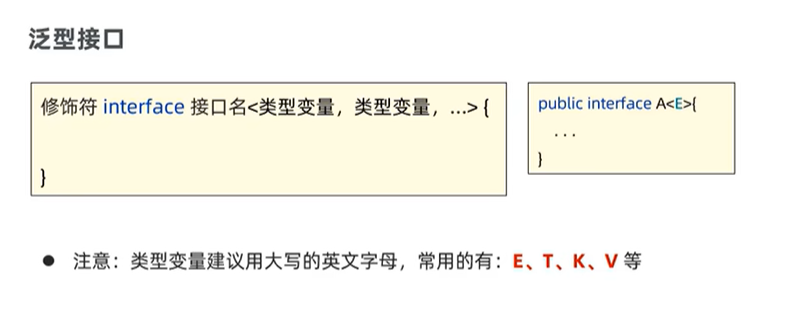 泛型接口
修饰符 interface 接口名<类型变量，类型变量，...> {
}
public interface A<E>{
...
}
● 注意：类型变量建议用大写的英文字母，常用的有：E、T、K、V 等